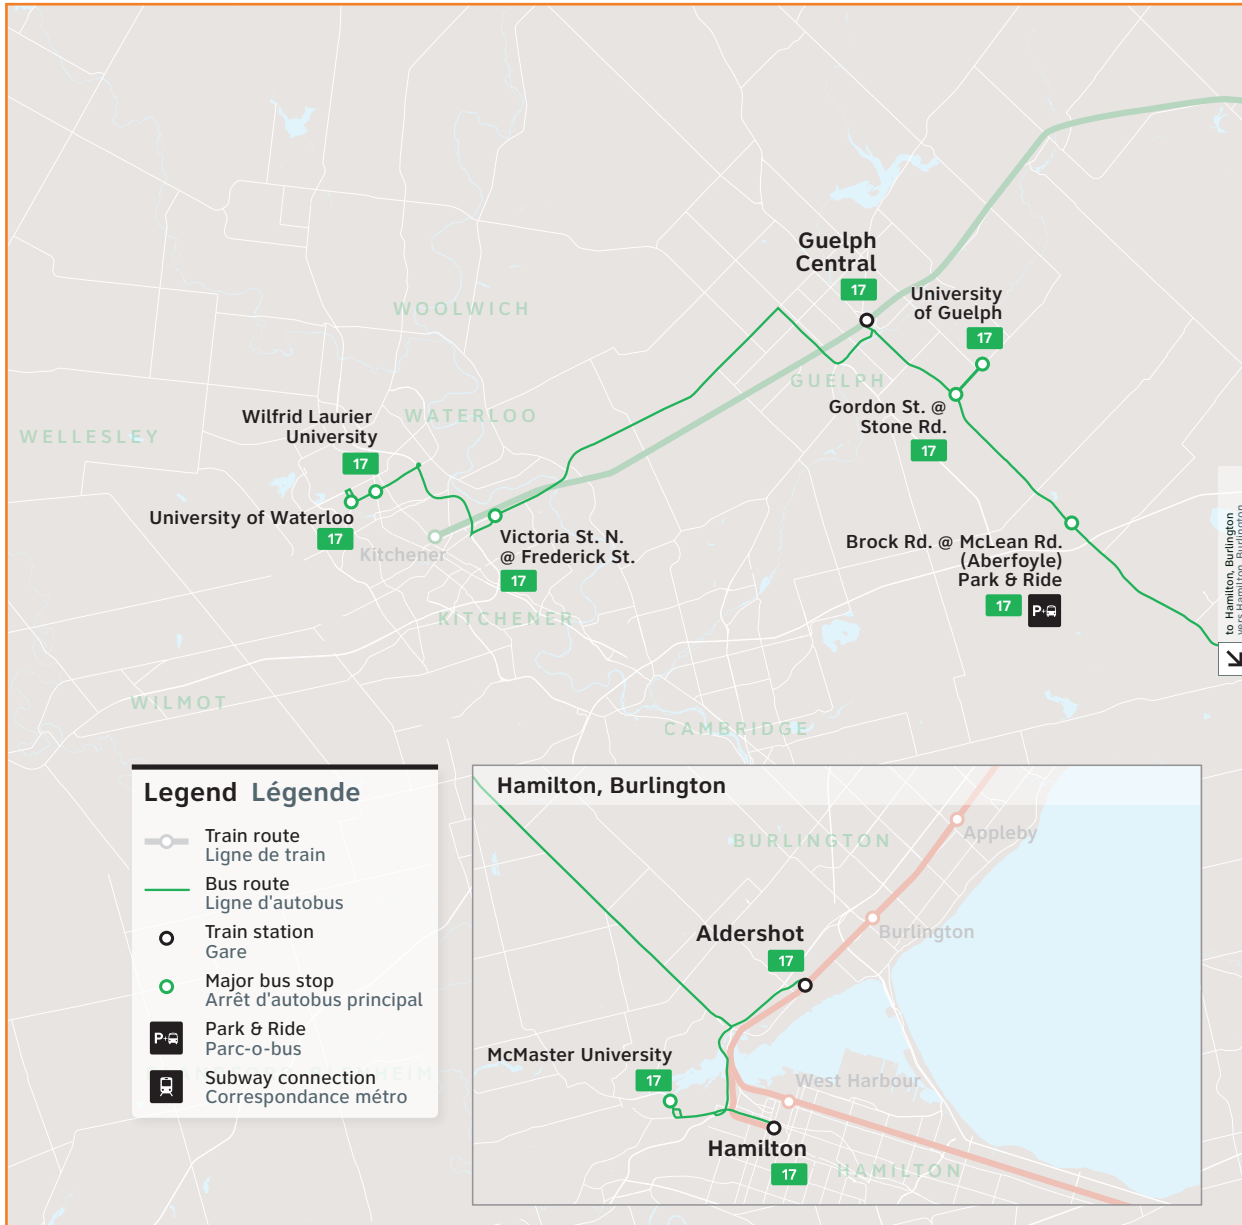 Guelph
Central
17
University
of Guelph
17
WOOLWICH
GUELPH
Gordon St. @
Stone Rd.
17
Wilfrid Laurier
University
17
WATERLOO
WELLESLEY
University of Waterloo
17
Kitchener
Victoria St. N.
@ Frederick St.
17
KITCHENER
Brock Rd. @ McLean Rd.
(Aberfoyle)
Park & Ride
17
P+
to Hamilton, Burlington
vers Hamilton, Burlington
WILMOT
CAMBRIDGE
Legend Légende
Train route
Ligne de train
Bus route
Ligne d'autobus
Train station
Gare
Major bus stop
Arrêt d'autobus principal
P+
Park & Ride
Parc-o-bus
Subway connection
Correspondance métro
Hamilton, Burlington
BURLINGTON
Appleby
Burlington
Aldershot
17
McMaster University
17
West Harbour
Hamilton
17
HAMILTON